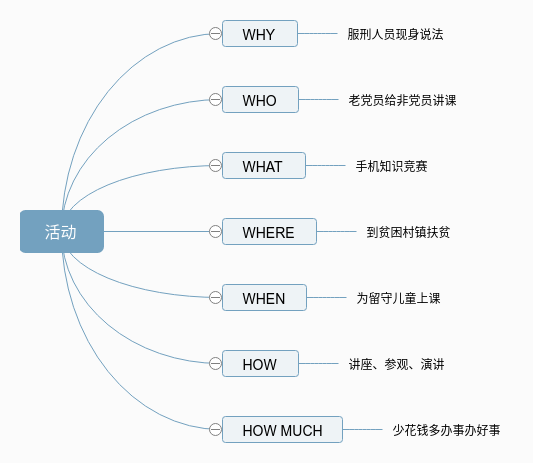 WHY 服刑人员现身说法
WHO 老党员给非党员讲课
WHAT 手机知识竞赛
活动 WHERE 到贫困村镇扶贫
WHEN 为留守儿童上课
HOW 讲座、参观、演讲
HOW MUCH 少花钱多办事办好事